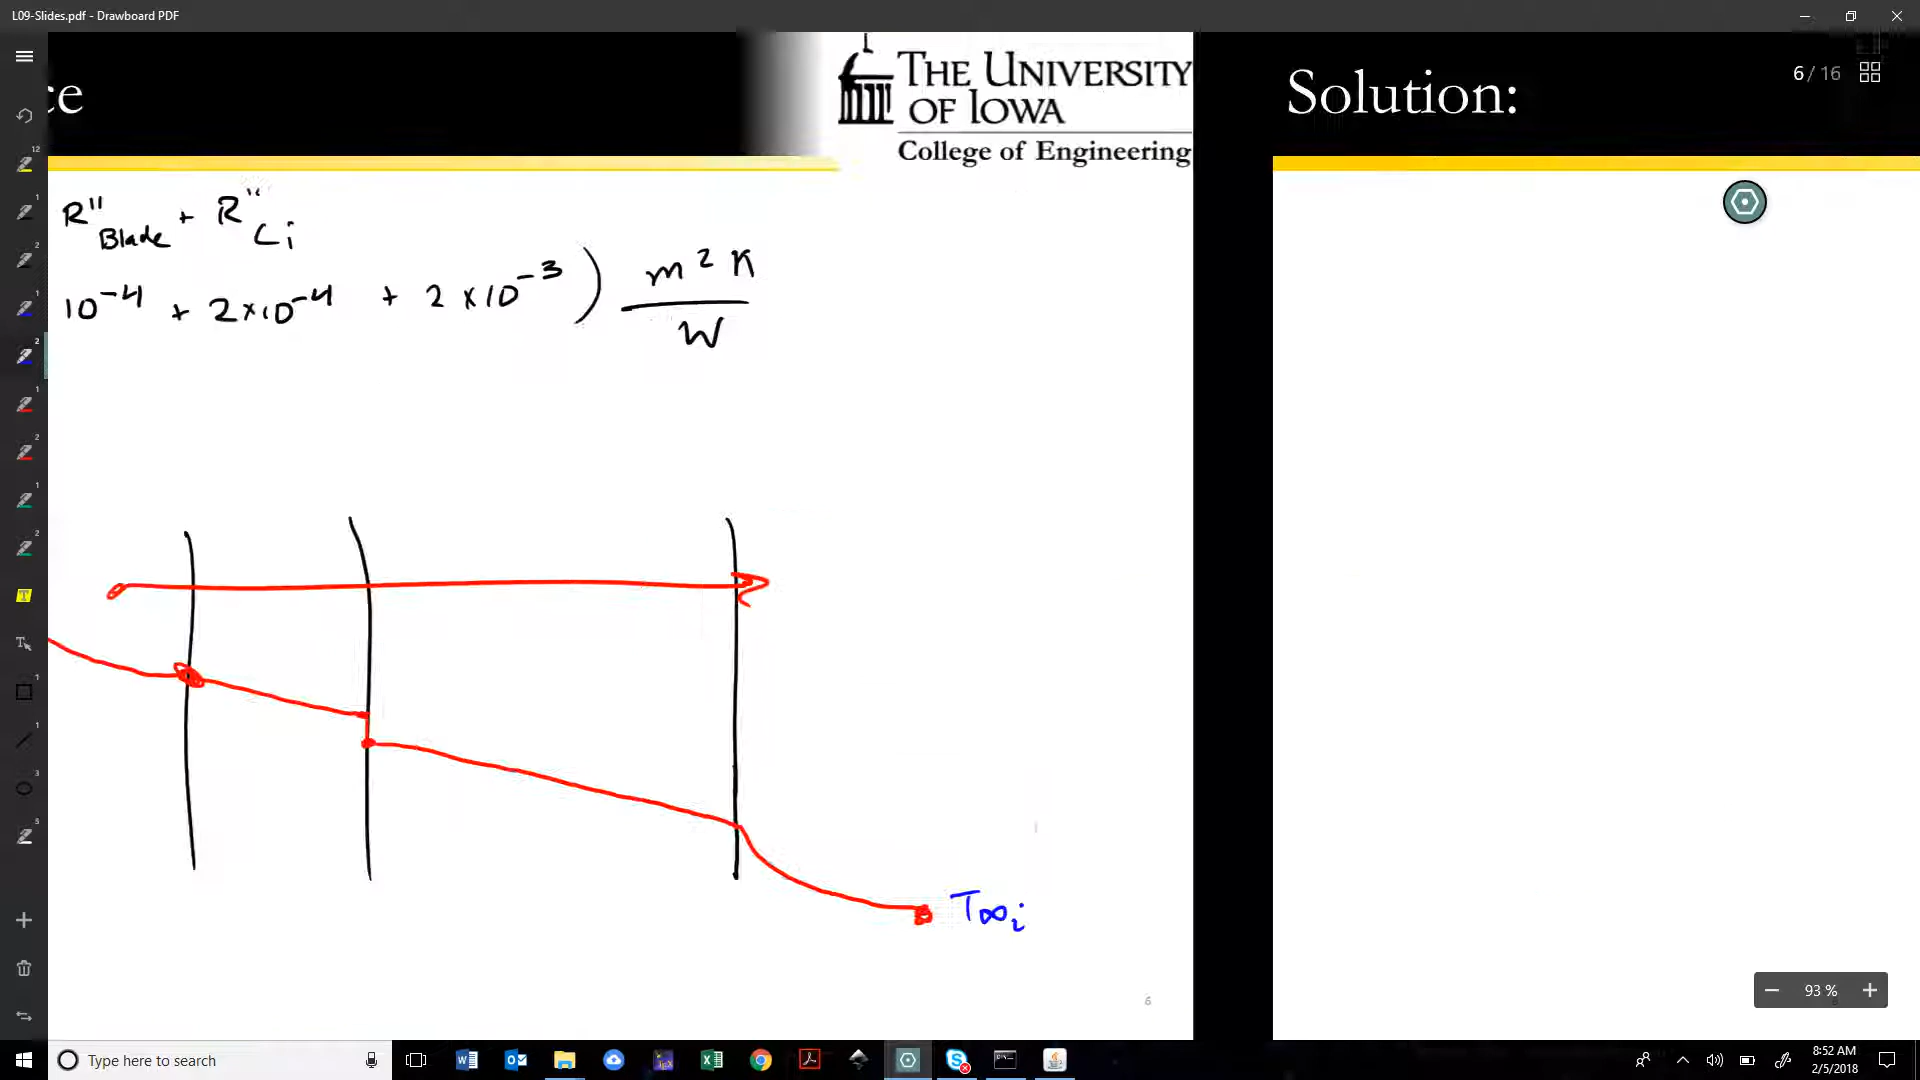 L09-Slides.pdf - Drawboard PDF
ce
THE UNIVERSITY
OF IOWA
College of Engineering
Solution:
6 / 16
R"Blade + R"Ci
10^-4 + 2×10^-4 + 2×10^-3 ) m^2 K / W
T∞i
6
93 %
Type here to search
8:52 AM
2/5/2018